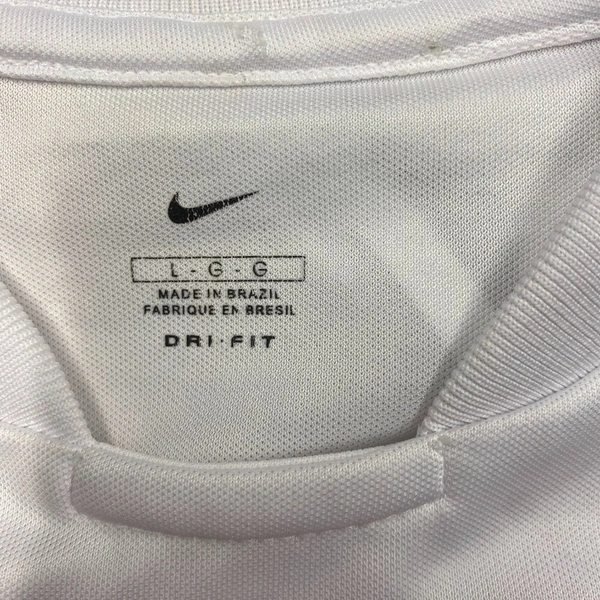 L - G - G
MADE IN BRAZIL
FABRIQUE EN BRESIL
DRI·FIT